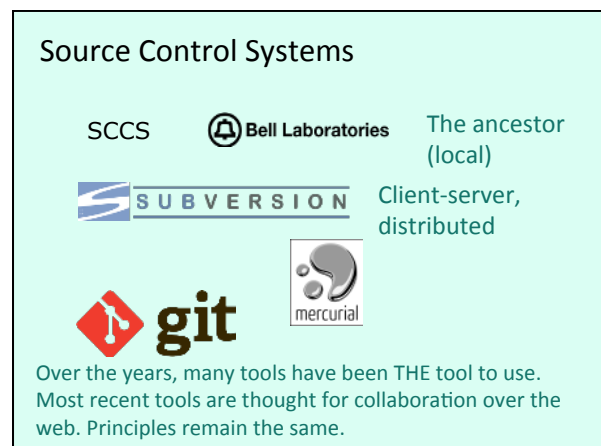 Source Control Systems
SCCS
Bell Laboratories
The ancestor
(local)
SUBVERSION
Client-server,
distributed
mercurial
git
Over the years, many tools have been THE tool to use.
Most recent tools are thought for collaboration over the
web. Principles remain the same.